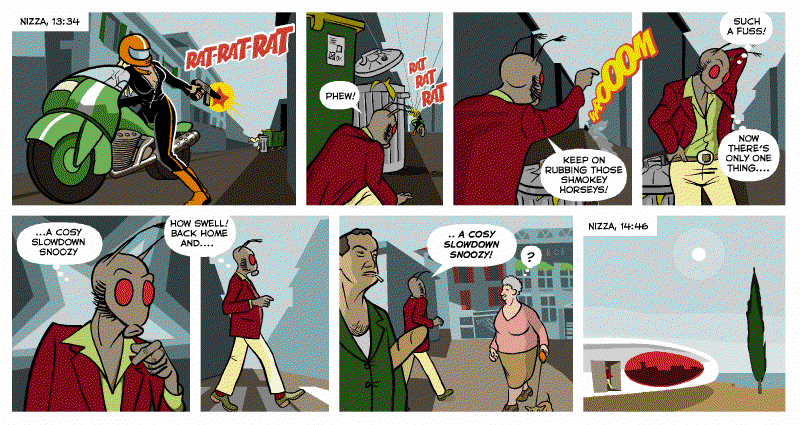 NIZZA, 13:34
RAT-RAT-RAT
PHEW!
RAT
RAT
RAT
KEEP ON
RUBBING THOSE
SHMOKEY
HORSEYS!
SUCH
A FUSS!
NOW
THERE'S
ONLY ONE
THING....
...A COSY
SLOWDOWN
SNOOZY
HOW SWELL!
BACK HOME
AND....
.. A COSY
SLOWDOWN
SNOOZY!
?
NIZZA, 14:46